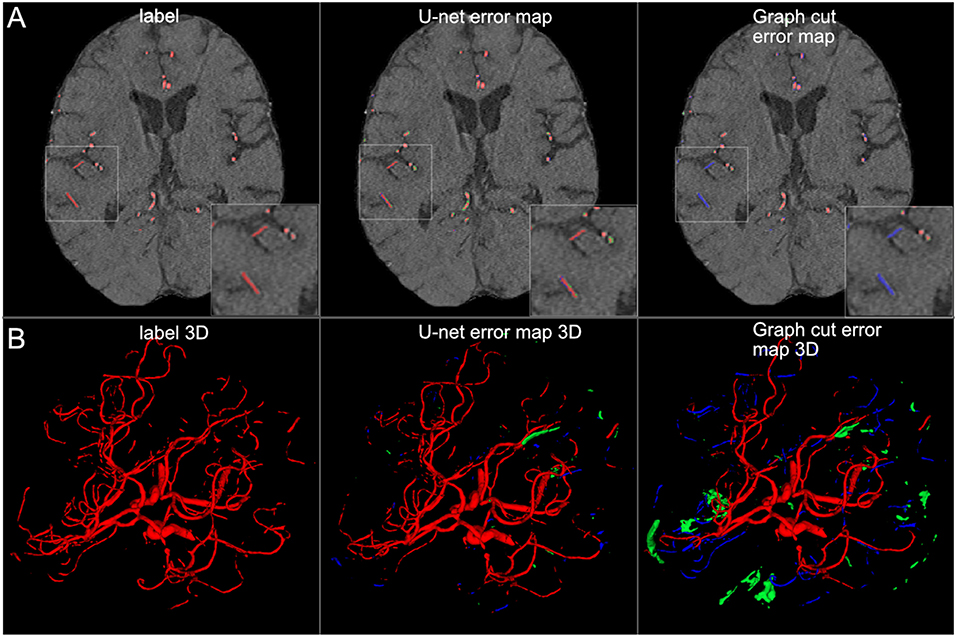 A
label
U-net error map
Graph cut
error map
B
label 3D
U-net error map 3D
Graph cut error
map 3D